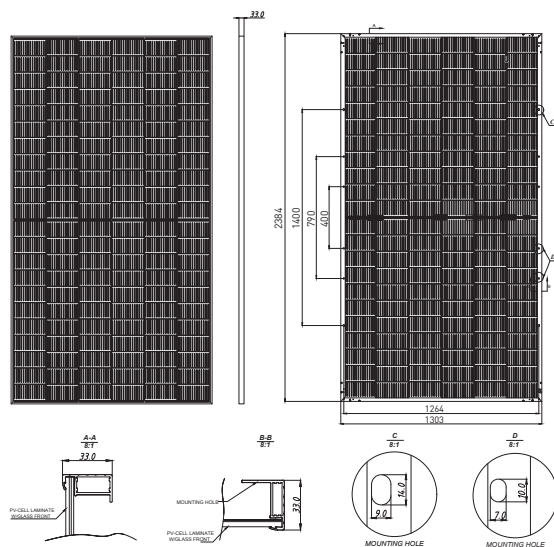 33.0
A
C
2384
1400
790
400
D
B
B
1264
1303
A-A
8:1
33.0
PV-CELL LAMINATE
W/GLASS FRONT
B-B
8:1
MOUNTING HOLE
33.0
PV-CELL LAMINATE
W/GLASS FRONT
C
8:1
14.0
9.0
MOUNTING HOLE
D
8:1
10.0
7.0
MOUNTING HOLE